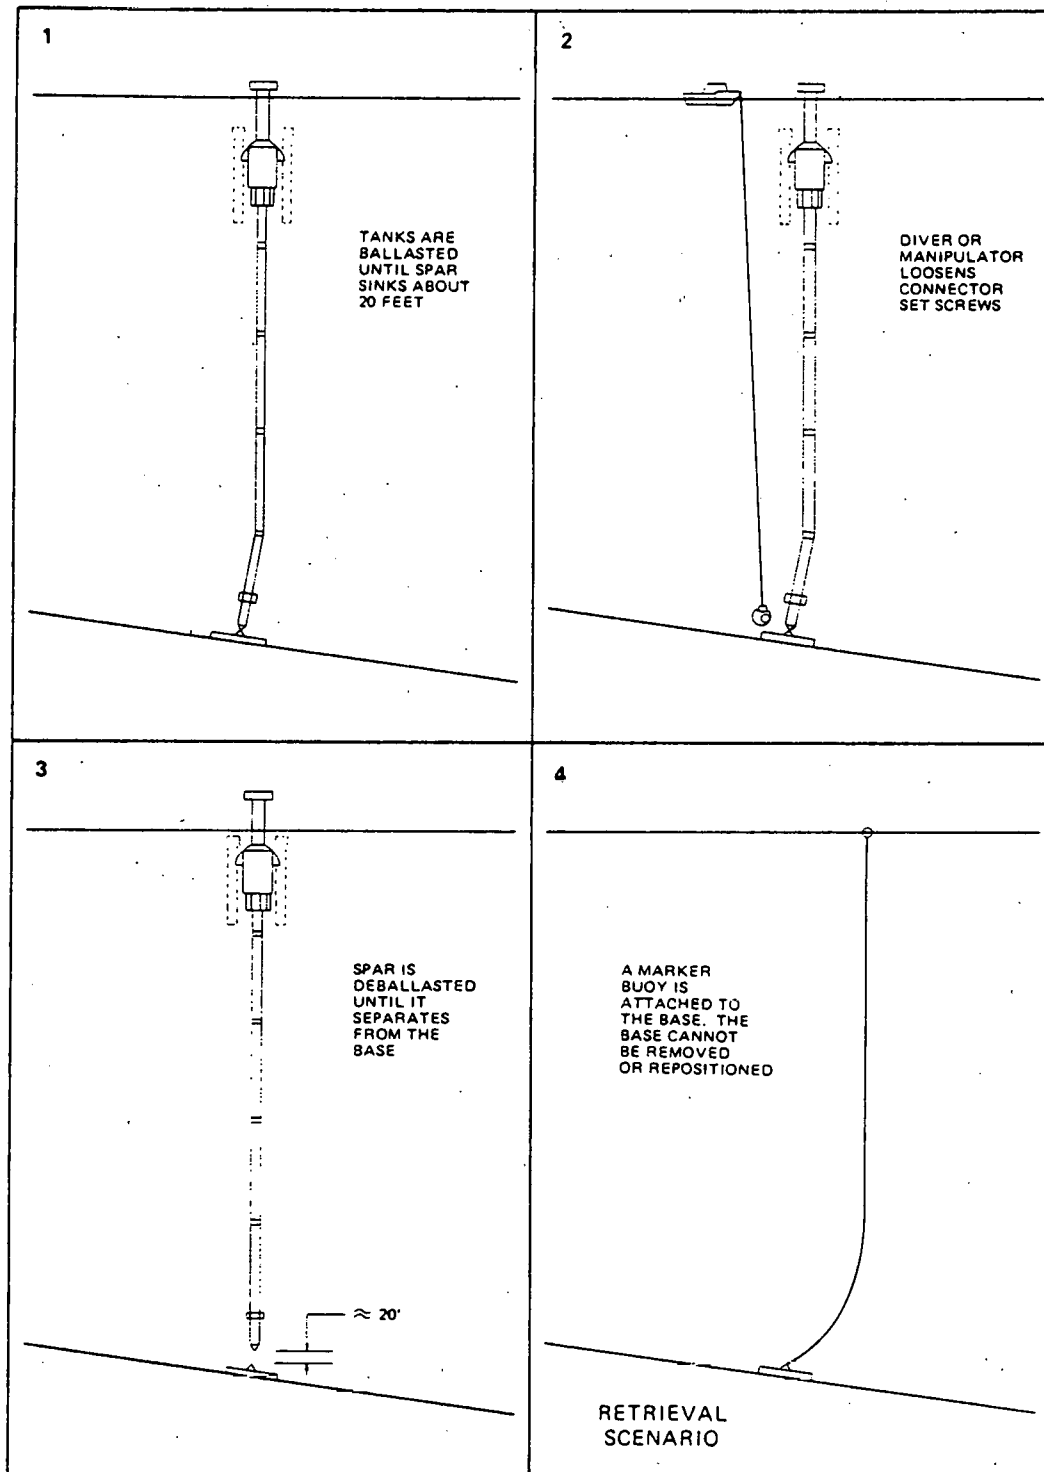 1
TANKS ARE
BALLASTED
UNTIL SPAR
SINKS ABOUT
20 FEET
2
DIVER OR
MANIPULATOR
LOOSENS
CONNECTOR
SET SCREWS
3
SPAR IS
DEBALLASTED
UNTIL IT
SEPARATES
FROM THE
BASE
≈ 20'
4
A MARKER
BUOY IS
ATTACHED TO
THE BASE. THE
BASE CANNOT
BE REMOVED
OR REPOSITIONED
RETRIEVAL
SCENARIO